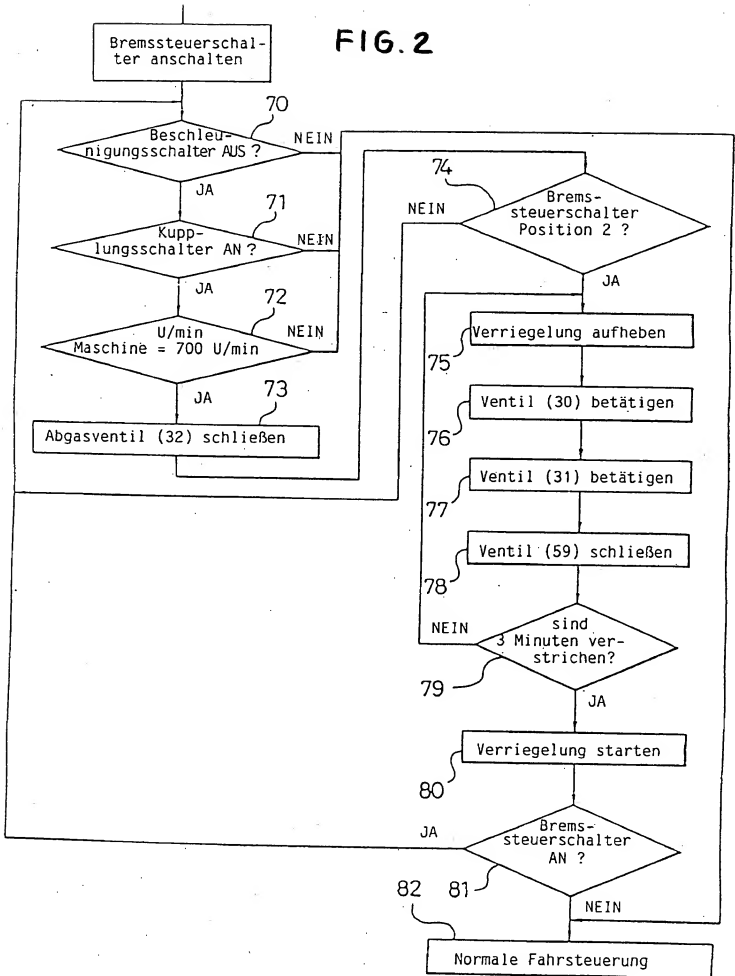 FIG. 2
Bremssteuerschal-
ter anschalten
70
Beschleu-
nigungsschalter AUS ?
NEIN
JA
71
Kupp-
lungsschalter AN ?
NEIN
JA
72
U/min
Maschine = 700 U/min
NEIN
JA
73
Abgasventil (32) schließen
74
Brems-
steuerschalter
Position 2 ?
NEIN
JA
Verriegelung aufheben
75
Ventil (30) betätigen
76
Ventil (31) betätigen
77
Ventil (59) schließen
78
sind
3 Minuten ver-
strichen?
NEIN
79
JA
Verriegelung starten
80
Brems-
steuerschalter
AN ?
JA
81
NEIN
82
Normale Fahrsteuerung